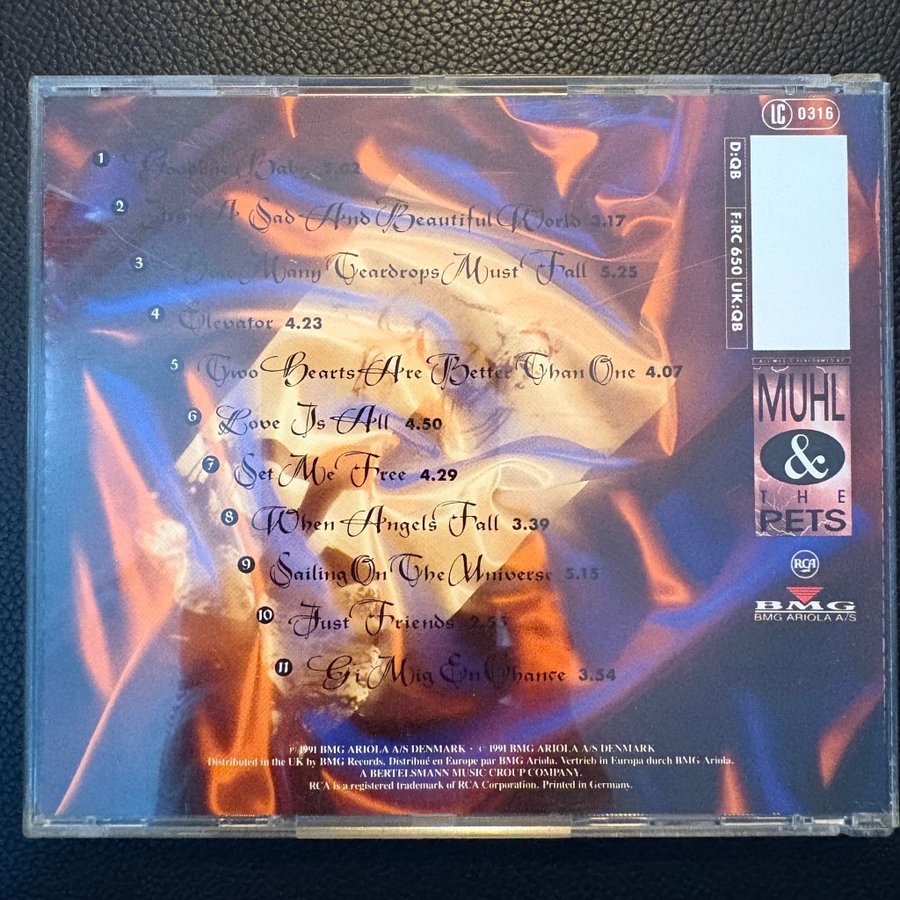 1 Goodbye Baby 3.02
2 It's A Sad And Beautiful World 3.17
3 How Many Teardrops Must Fall 5.25
4 Elevator 4.23
5 Two Hearts Are Better Than One 4.07
6 Love Is All 4.50
7 Set Me Free 4.29
8 When Angels Fall 3.39
9 Sailing On The Universe 5.15
10 Just Friends
11 Gi Mig En Chance 3.54
LC 0316
D:QB F:RC 650 UK:QB
MUHL
&
THE
PETS
RCA
BMG
BMG ARIOLA A/S
℗ 1991 BMG ARIOLA A/S DENMARK · © 1991 BMG ARIOLA A/S DENMARK
Distributed in the UK by BMG Records. Distribué en Europe par BMG Ariola. Vertrieb in Europa durch BMG Ariola.
A BERTELSMANN MUSIC GROUP COMPANY.
RCA is a registered trademark of RCA Corporation. Printed in Germany.